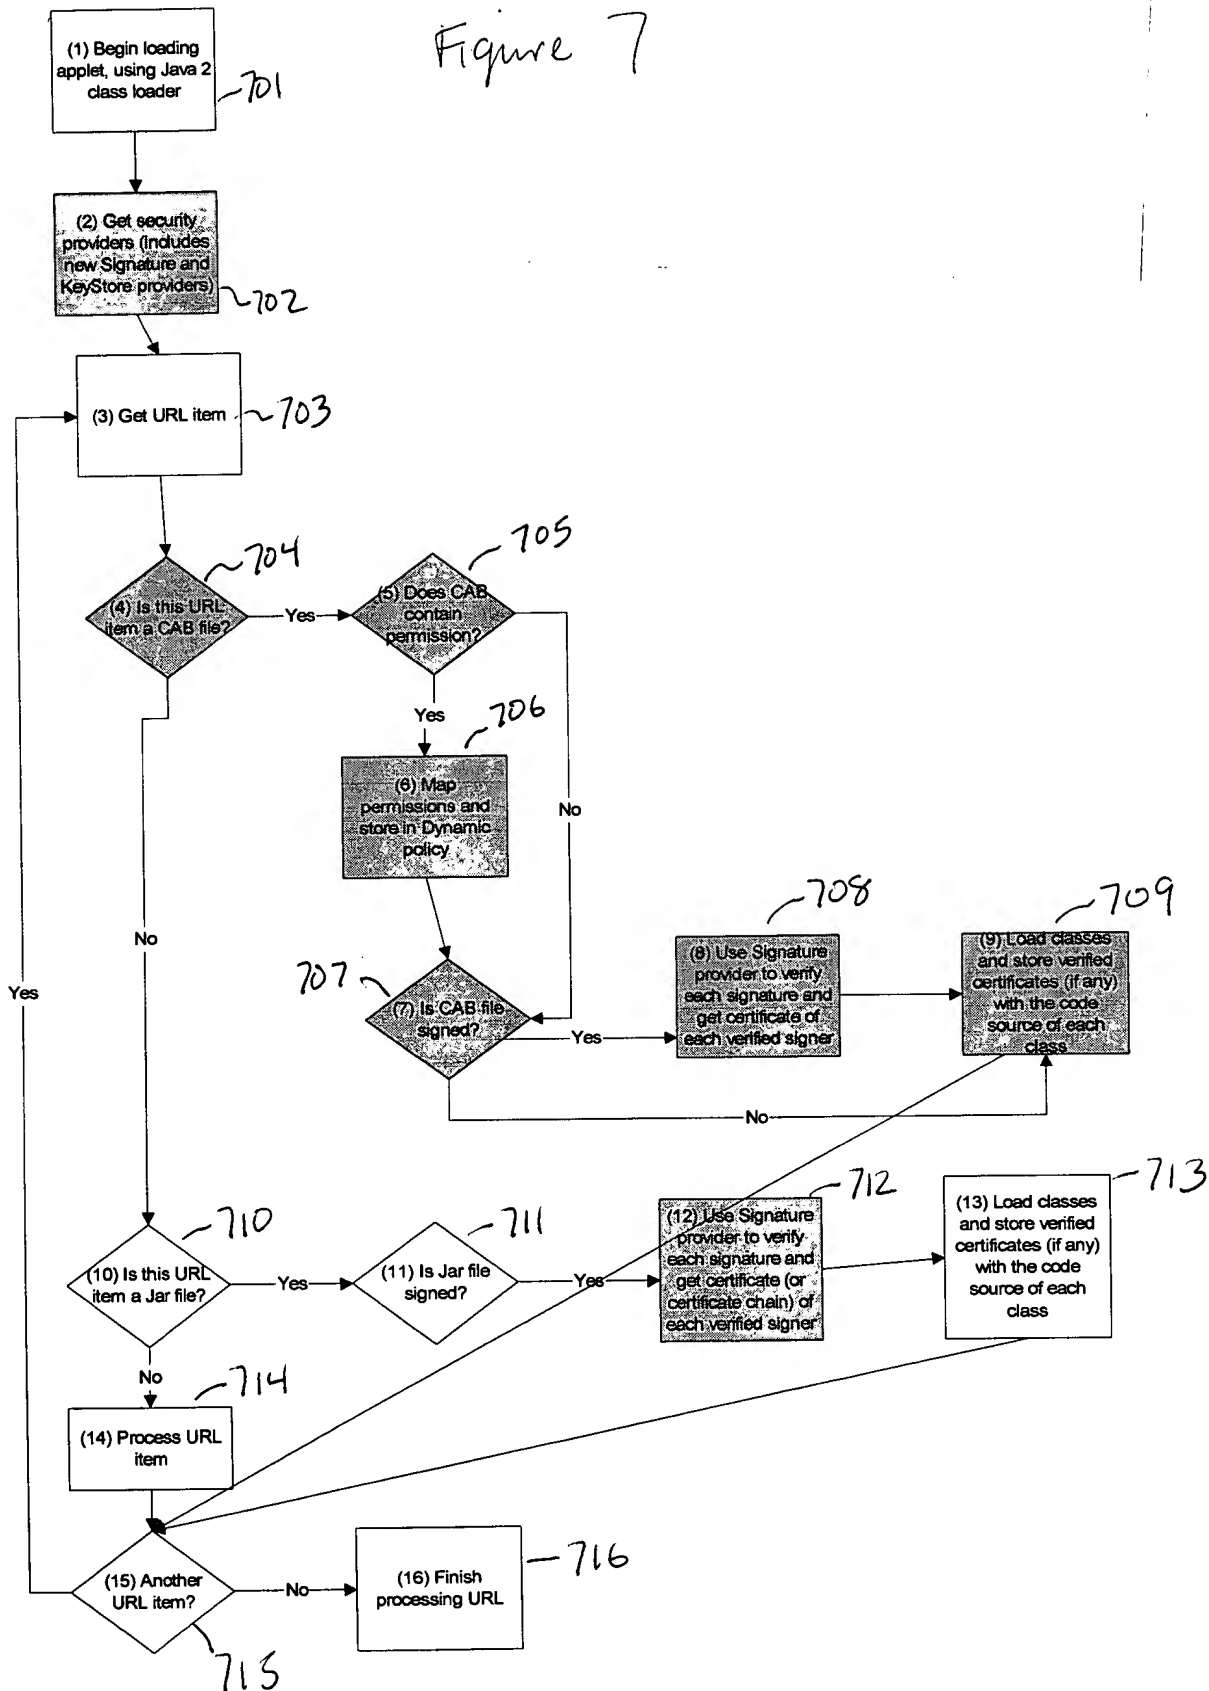 Figure 7
(1) Begin loading
applet, using Java 2
class loader
701
(2) Get security
providers (includes
new Signature and
KeyStore providers)
702
(3) Get URL item
703
(4) Is this URL
item a CAB file?
704
Yes
(5) Does CAB
contain
permission?
705
Yes
No
(6) Map
permissions and
store in Dynamic
policy
706
No
Yes
(7) Is CAB file
signed?
707
Yes
No
(8) Use Signature
provider to verify
each signature and
get certificate of
each verified signer
708
(9) Load classes
and store verified
certificates (if any)
with the code
source of each
class
709
(10) Is this URL
item a Jar file?
710
Yes
(11) Is Jar file
signed?
711
Yes
(12) Use Signature
provider to verify
each signature and
get certificate (or
certificate chain) of
each verified signer
712
(13) Load classes
and store verified
certificates (if any)
with the code
source of each
class
713
No
(14) Process URL
item
714
(15) Another
URL item?
715
No
(16) Finish
processing URL
716